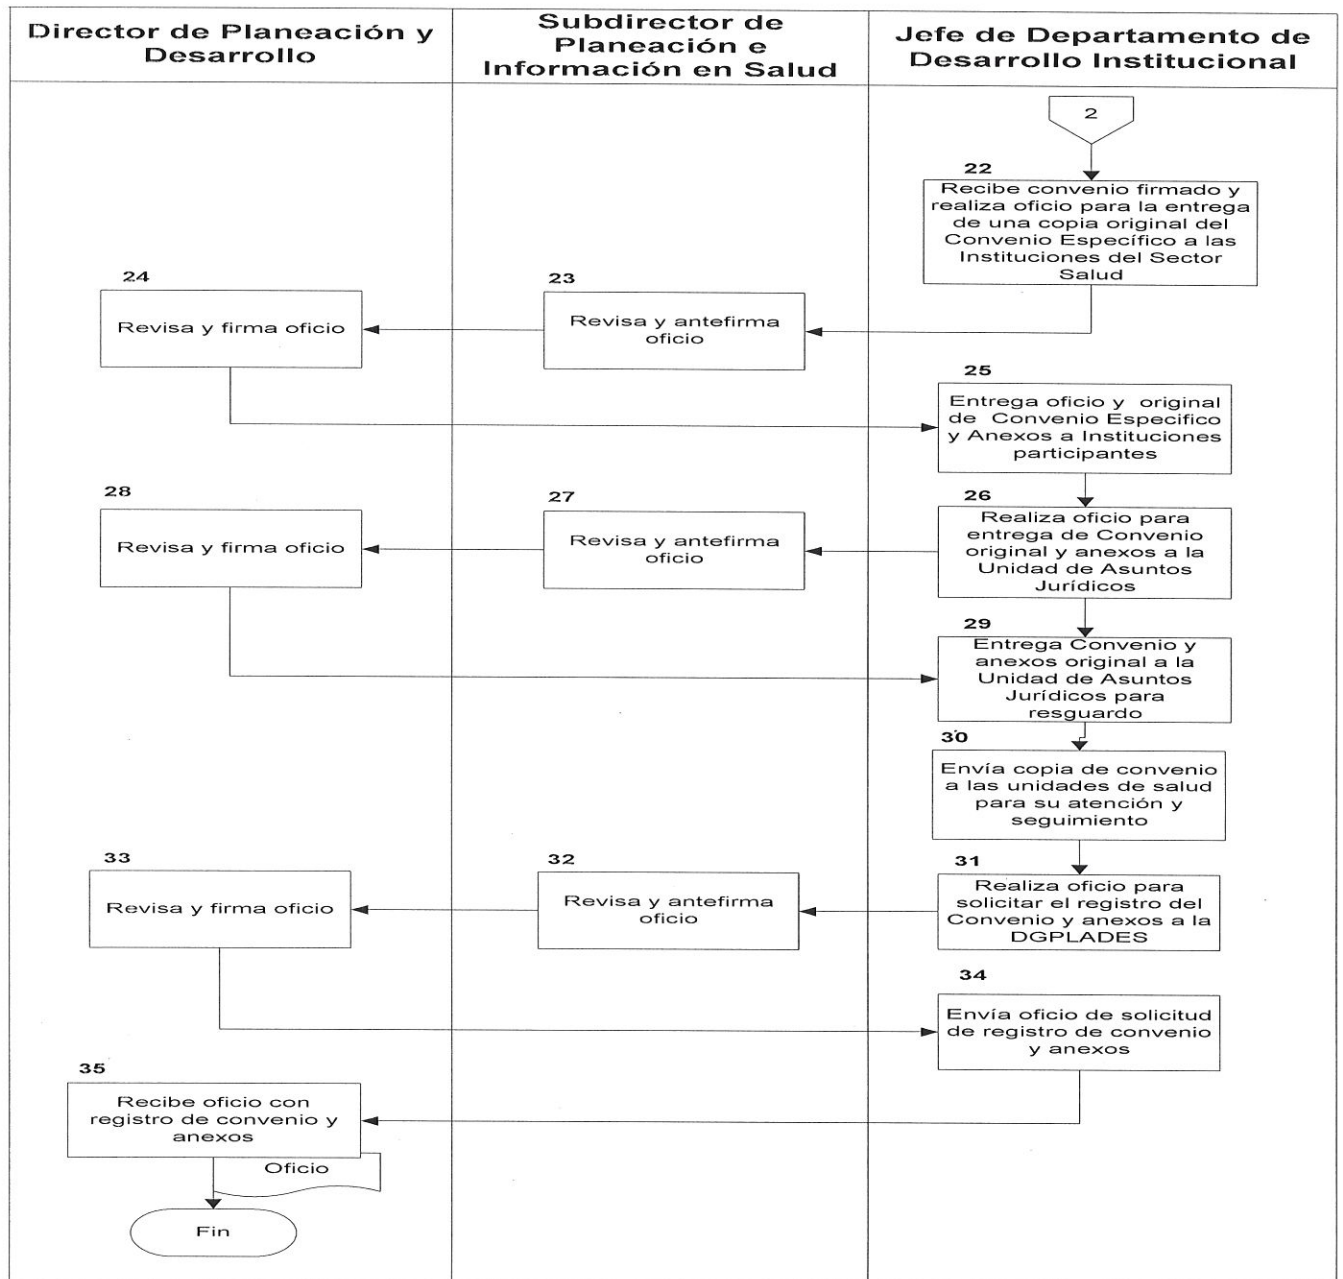 Director de Planeación y
Desarrollo
Subdirector de
Planeación e
Información en Salud
Jefe de Departamento de
Desarrollo Institucional
2
22
Recibe convenio firmado y
realiza oficio para la entrega
de una copia original del
Convenio Específico a las
Instituciones del Sector
Salud
23
Revisa y antefirma
oficio
24
Revisa y firma oficio
25
Entrega oficio y original
de Convenio Especifico
y Anexos a Instituciones
participantes
26
Realiza oficio para
entrega de Convenio
original y anexos a la
Unidad de Asuntos
Jurídicos
27
Revisa y antefirma
oficio
28
Revisa y firma oficio
29
Entrega Convenio y
anexos original a la
Unidad de Asuntos
Jurídicos para
resguardo
30
Envía copia de convenio
a las unidades de salud
para su atención y
seguimiento
31
Realiza oficio para
solicitar el registro del
Convenio y anexos a la
DGPLADES
32
Revisa y antefirma
oficio
33
Revisa y firma oficio
34
Envía oficio de solicitud
de registro de convenio
y anexos
35
Recibe oficio con
registro de convenio y
anexos
Oficio
Fin